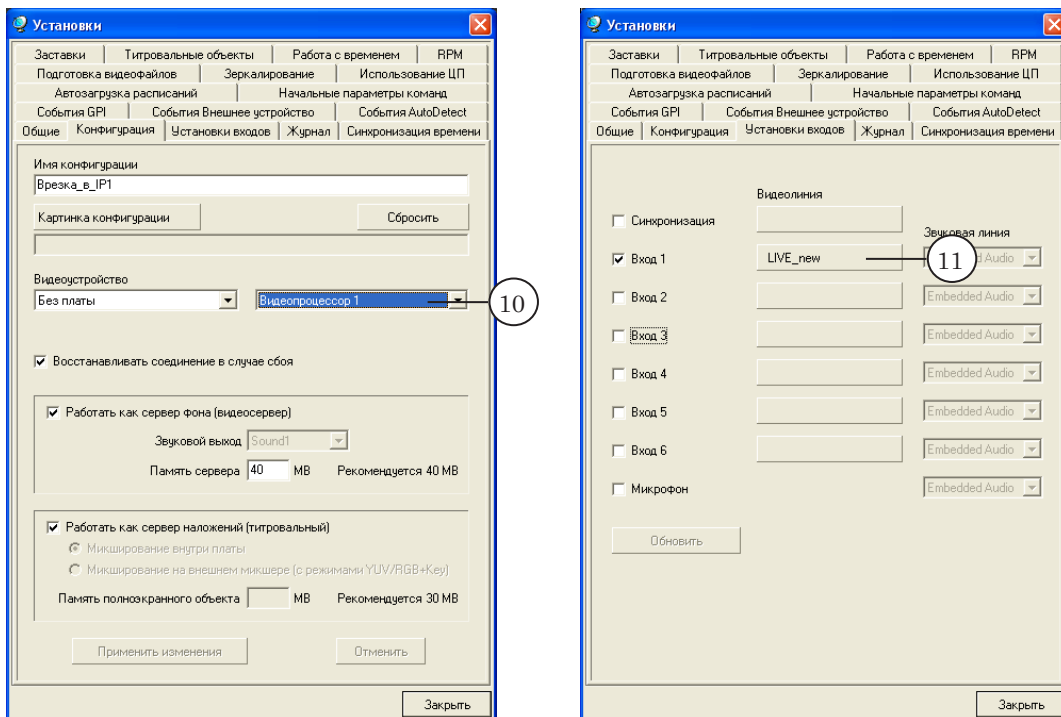 Установки
Заставки Титровальные объекты Работа с временем RPM
Подготовка видеофайлов Зеркалирование Использование ЦП
Автозагрузка расписаний Начальные параметры команд
События GPI События Внешнее устройство События AutoDetect
Общие Конфигурация Установки входов Журнал Синхронизация времени
Имя конфигурации
Врезка_в_IP1
Картинка конфигурации Сбросить
Видеоустройство
Без платы Видеопроцессор 1
10
Восстанавливать соединение в случае сбоя
Работать как сервер фона (видеосервер)
Звуковой выход Sound1
Память сервера 40 MB Рекомендуется 40 MB
Работать как сервер наложений (титровальный)
Микширование внутри платы
Микширование на внешнем микшере (с режимами YUV/RGB+Key)
Память полноэкранного объекта MB Рекомендуется 30 MB
Применить изменения Отменить
Закрыть
Установки
Заставки Титровальные объекты Работа с временем RPM
Подготовка видеофайлов Зеркалирование Использование ЦП
Автозагрузка расписаний Начальные параметры команд
События GPI События Внешнее устройство События AutoDetect
Общие Конфигурация Установки входов Журнал Синхронизация времени
Видеолиния
Синхронизация
Звуковая линия
Вход 1 LIVE_new 11 Audio
Вход 2 Embedded Audio
Вход 3 Embedded Audio
Вход 4 Embedded Audio
Вход 5 Embedded Audio
Вход 6 Embedded Audio
Микрофон Embedded Audio
Обновить
Закрыть